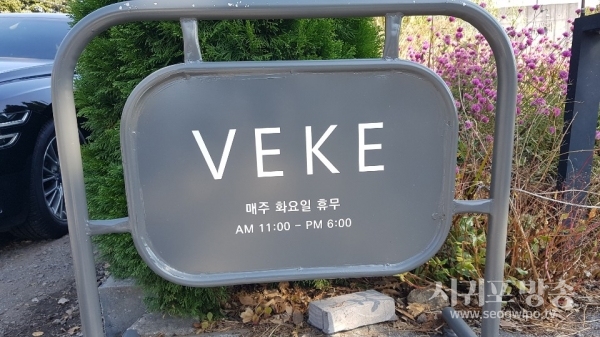 VEKE
매주 화요일 휴무
AM 11:00 - PM 6:00
서귀포방송
www.seogwipo.tv